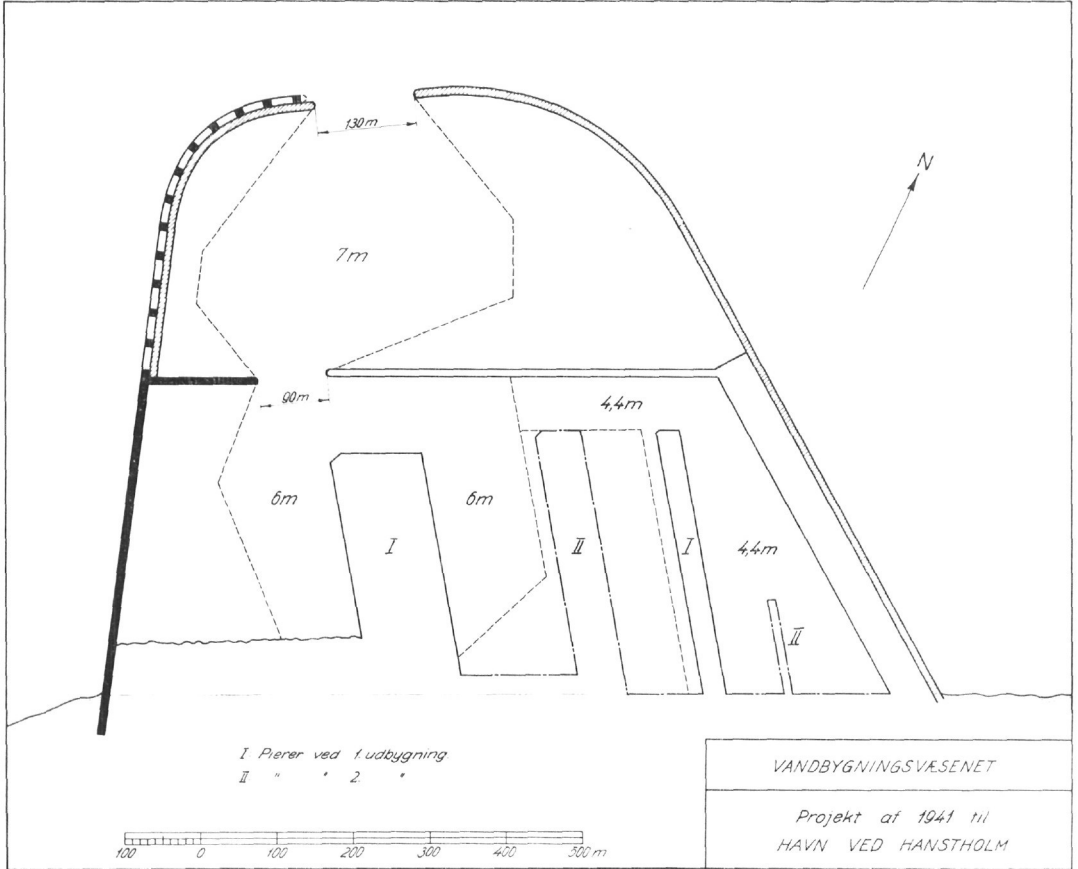 130 m
N
7m
90m
4,4m
6m
6m
I
II
I
4,4m
II
I Pierer ved 1. udbygning
II " " 2. "
100 0 100 200 300 400 500 m
VANDBYGNINGSVÆSENET
Projekt af 1941 til
HAVN VED HANSTHOLM